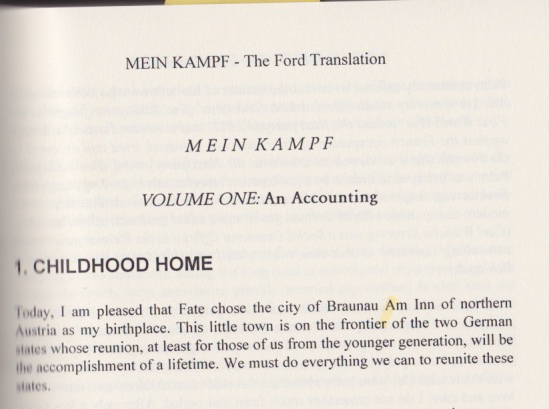 MEIN KAMPF - The Ford Translation
MEIN KAMPF
VOLUME ONE: An Accounting
1. CHILDHOOD HOME
Today, I am pleased that Fate chose the city of Braunau Am Inn of northern
Austria as my birthplace. This little town is on the frontier of the two German
states whose reunion, at least for those of us from the younger generation, will be
the accomplishment of a lifetime. We must do everything we can to reunite these
states.